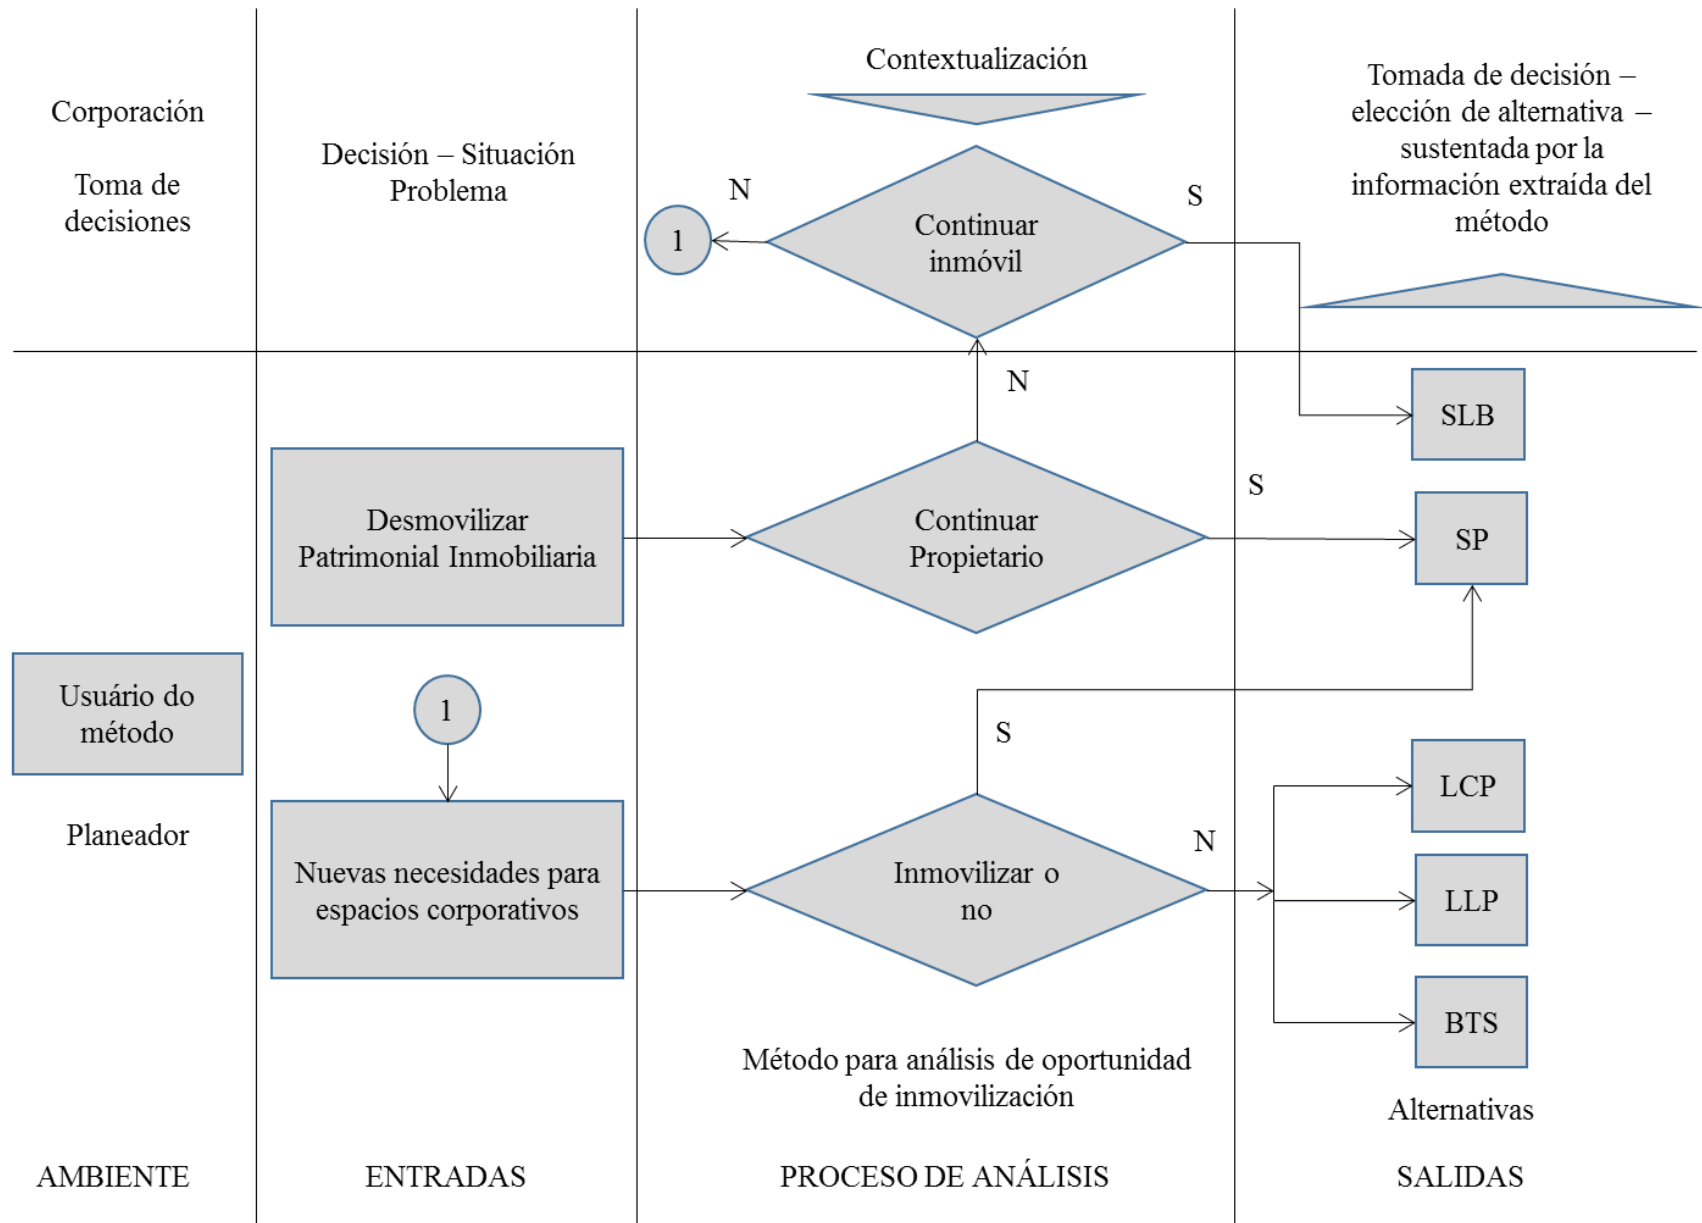 Corporación
Toma de
decisiones
Decisión – Situación
Problema
Contextualización
Tomada de decisión –
elección de alternativa –
sustentada por la
información extraída del
método
N
S
1
Continuar
inmóvil
N
SLB
Desmovilizar
Patrimonial Inmobiliaria
Continuar
Propietario
S
SP
Usuário do
método
1
S
Planeador
Nuevas necesidades para
espacios corporativos
Inmovilizar o
no
N
LCP
LLP
BTS
Método para análisis de oportunidad
de inmovilización
Alternativas
AMBIENTE
ENTRADAS
PROCESO DE ANÁLISIS
SALIDAS